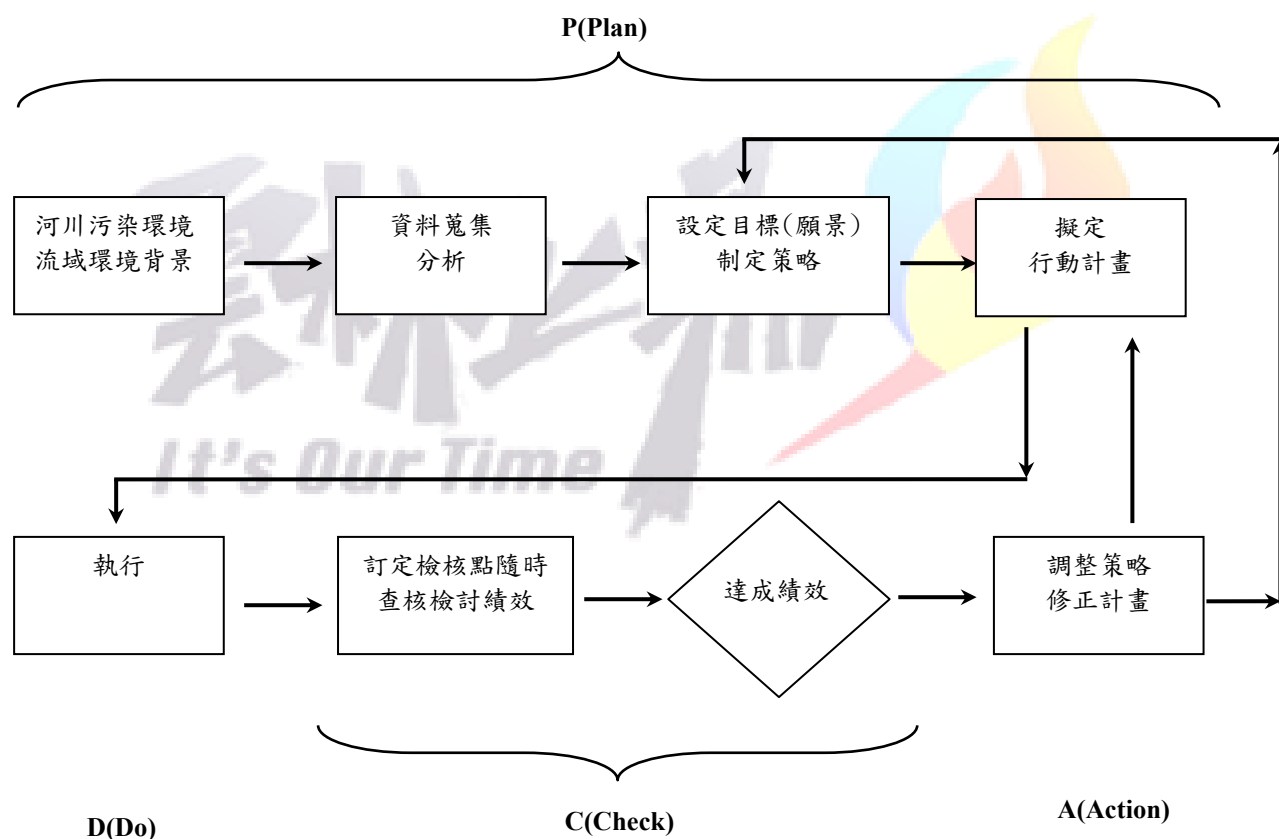 P(Plan)
河川污染環境
流域環境背景
資料蒐集
分析
設定目標(願景)
制定策略
擬定
行動計畫
It's Our Time
執行
訂定檢核點隨時
查核檢討績效
達成績效
調整策略
修正計畫
D(Do)
C(Check)
A(Action)